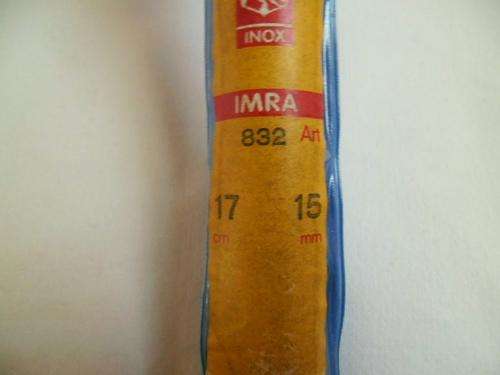 INOX
IMRA
832 Art
17 15
cm mm